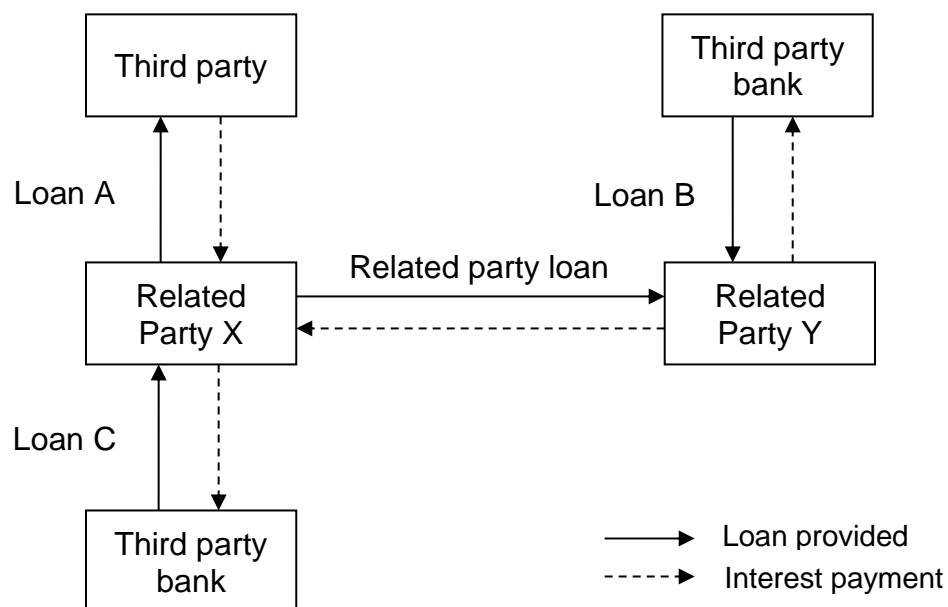 Third party
Third party
bank
Loan A
Loan B
Related party loan
Related
Party X
Related
Party Y
Loan C
Third party
bank
Loan provided
Interest payment